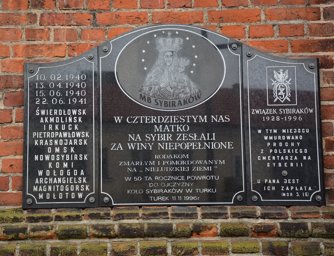 10 02 1940
13 04 1940
15 06 1940
22 06 1941
ŚWIERDŁOWSK
AKMOLIŃSK
IRKUCK
PIETROPAWŁOWSK
KRASNOJARSK
OMSK
NOWOSYBIRSK
KOMI
WOŁOGDA
ARCHANGIELSK
MAGNITOGORSK
MOŁOTOW
MB SYBIRAKÓW
W CZTERDZIESTYM NAS
MATKO
NA SYBIR ZESŁALI
ZA WINY NIEPOPEŁNIONE
RODAKOM
ZMARŁYM I POMORDOWANYM
NA „NIELUDZKIEJ ZIEMI"
W 50-TĄ ROCZNICĘ POWROTU
DO OJCZYZNY
KOŁO SYBIRAKÓW W TURKU
TUREK 11.11.1996r
ZWIĄZEK SYBIRAKÓW
1928-1996
W TYM MIEJSCU
WMUROWANO
PROCHY
Z POLSKIEGO
CMENTARZA NA
SYBERII
U PANA JEST
ICH ZAPŁATA